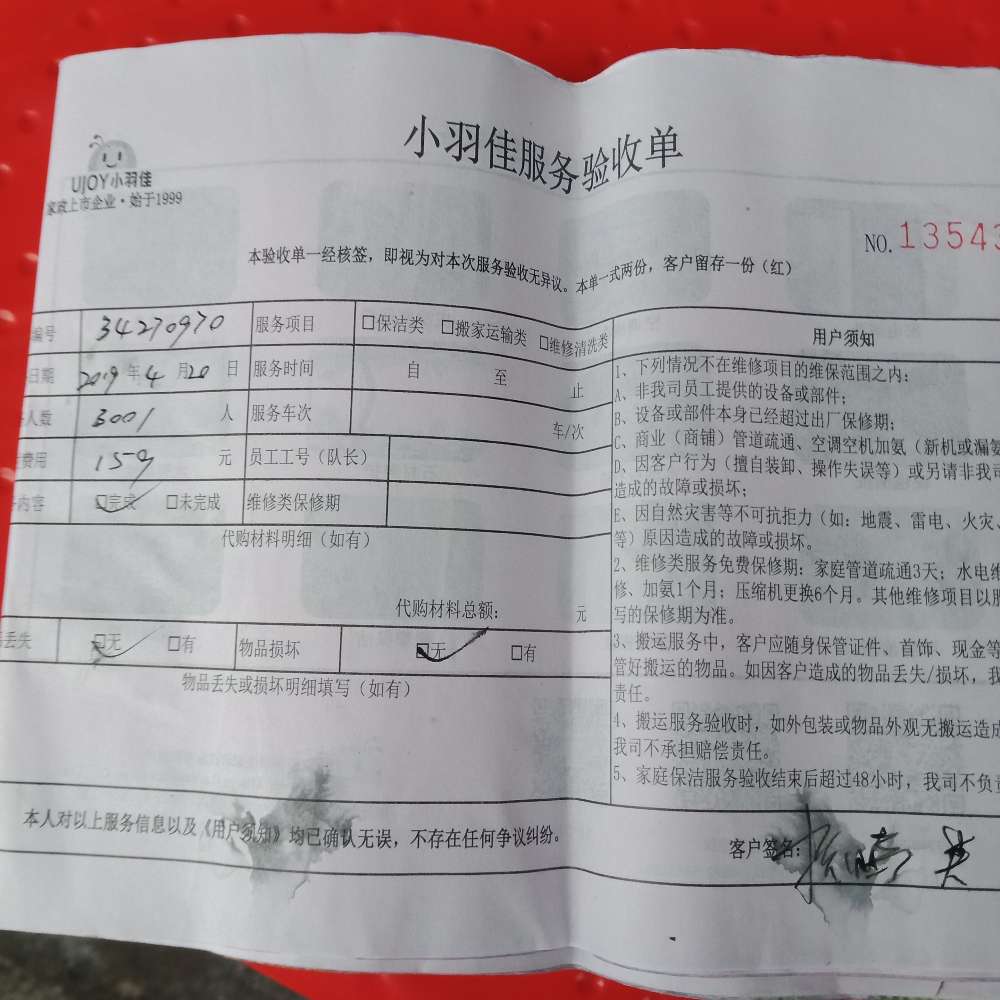 小羽佳服务验收单
UJOY小羽佳
家政上市企业·始于1999
NO.13543
本验收单一经核签，即视为对本次服务验收无异议。本单一式两份，客户留存一份（红）
编号 34270970 服务项目 □保洁类 □搬家运输类 □维修清洗类
日期 2019年4月20日 服务时间 自 至 止
人数 3001 人 服务车次 车/次
费用 159 元 员工工号（队长）
内容 □完成 □未完成 维修类保修期
代购材料明细（如有）
代购材料总额： 元
丢失 □无 □有 物品损坏 □无 □有
物品丢失或损坏明细填写（如有）
用户须知
1、下列情况不在维修项目的维保范围之内：
A、非我司员工提供的设备或部件；
B、设备或部件本身已经超过出厂保修期；
C、商业（商铺）管道疏通、空调空机加氨（新机或漏氨
D、因客户行为（擅自装卸、操作失误等）或另请非我司
造成的故障或损坏；
E、因自然灾害等不可抗拒力（如：地震、雷电、火灾、
等）原因造成的故障或损坏。
2、维修类服务免费保修期：家庭管道疏通3天；水电维
修、加氨1个月；压缩机更换6个月。其他维修项目以
写的保修期为准。
3、搬运服务中，客户应随身保管证件、首饰、现金等
管好搬运的物品。如因客户造成的物品丢失/损坏，我
责任。
4、搬运服务验收时，如外包装或物品外观无搬运造成
我司不承担赔偿责任。
5、家庭保洁服务验收结束后超过48小时，我司不负责
本人对以上服务信息以及《用户须知》均已确认无误，不存在任何争议纠纷。
客户签名：